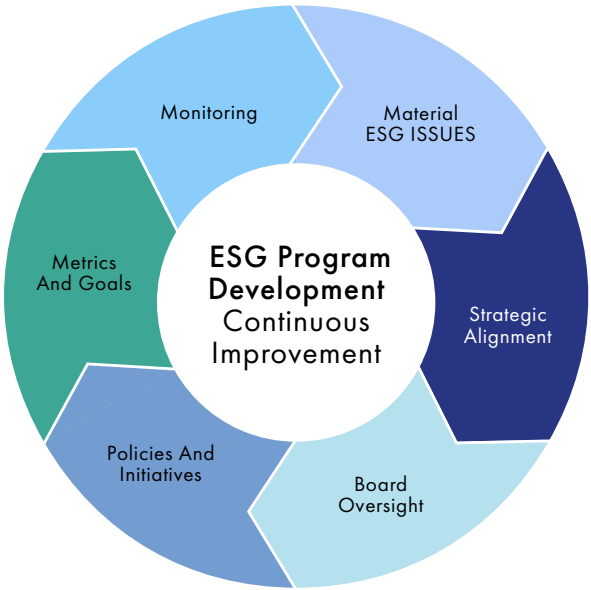 Monitoring
Material
ESG ISSUES
Strategic
Alignment
Board
Oversight
Policies And
Initiatives
Metrics
And Goals
ESG Program
Development
Continuous
Improvement